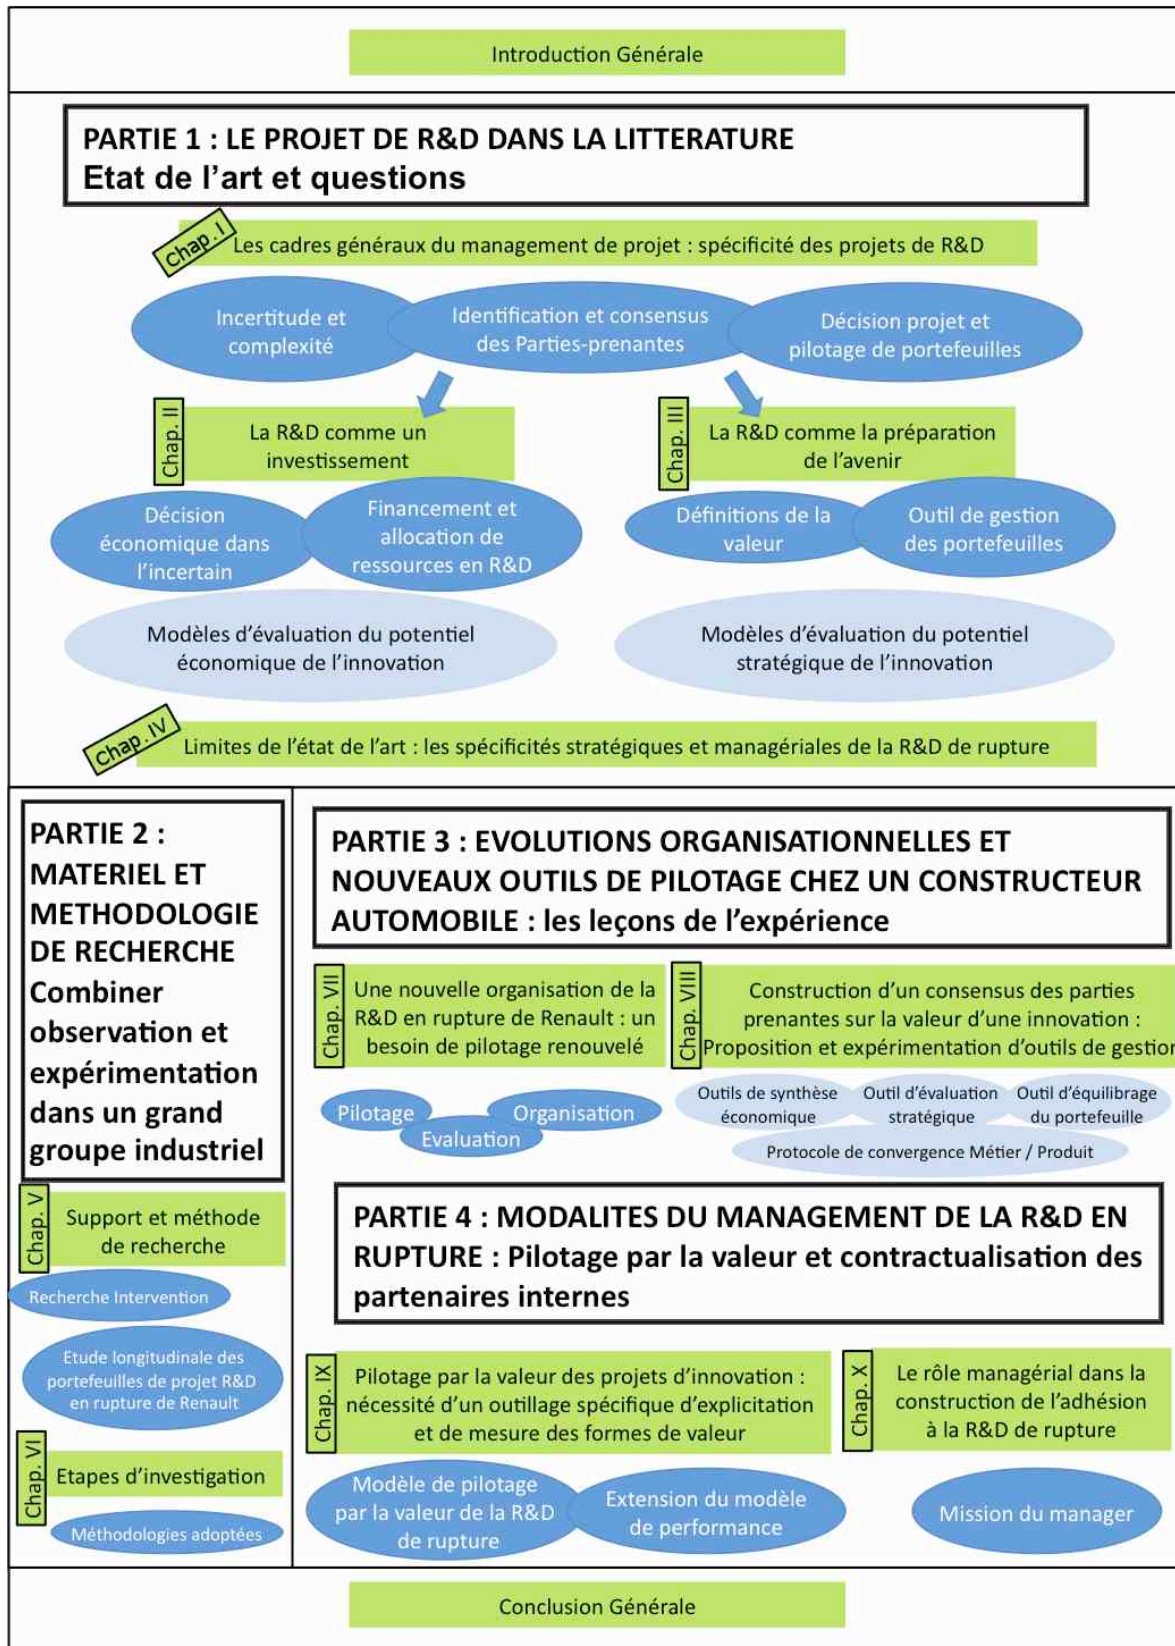 Introduction Générale
PARTIE 1 : LE PROJET DE R&D DANS LA LITTERATURE
Etat de l'art et questions
Chap. I
Les cadres généraux du management de projet : spécificité des projets de R&D
Incertitude et
complexité
Identification et consensus
des Parties-prenantes
Décision projet et
pilotage de portefeuilles
Chap. II
La R&D comme un
investissement
Chap. III
La R&D comme la préparation
de l'avenir
Décision
économique dans
l'incertain
Financement et
allocation de
ressources en R&D
Définitions de la
valeur
Outil de gestion
des portefeuilles
Modèles d'évaluation du potentiel
économique de l'innovation
Modèles d'évaluation du potentiel
stratégique de l'innovation
Chap. IV
Limites de l'état de l'art : les spécificités stratégiques et managériales de la R&D de rupture
PARTIE 2 :
MATERIEL ET
METHODOLOGIE
DE RECHERCHE
Combiner
observation et
expérimentation
dans un grand
groupe industriel
Chap. V
Support et méthode
de recherche
Recherche Intervention
Etude longitudinale des
portefeuilles de projet R&D
en rupture de Renault
Chap. VI
Etapes d'investigation
Méthodologies adoptées
PARTIE 3 : EVOLUTIONS ORGANISATIONNELLES ET
NOUVEAUX OUTILS DE PILOTAGE CHEZ UN CONSTRUCTEUR
AUTOMOBILE : les leçons de l'expérience
Chap. VII
Une nouvelle organisation de la
R&D en rupture de Renault : un
besoin de pilotage renouvelé
Pilotage
Evaluation
Organisation
Chap. VIII
Construction d'un consensus des parties
prenantes sur la valeur d'une innovation :
Proposition et expérimentation d'outils de gestion
Outils de synthèse
économique
Outil d'évaluation
stratégique
Outil d'équilibrage
du portefeuille
Protocole de convergence Métier / Produit
PARTIE 4 : MODALITES DU MANAGEMENT DE LA R&D EN
RUPTURE : Pilotage par la valeur et contractualisation des
partenaires internes
Chap. IX
Pilotage par la valeur des projets d'innovation :
nécessité d'un outillage spécifique d'explicitation
et de mesure des formes de valeur
Modèle de pilotage
par la valeur de la R&D
de rupture
Extension du modèle
de performance
Chap. X
Le rôle managérial dans la
construction de l'adhésion
à la R&D de rupture
Mission du manager
Conclusion Générale